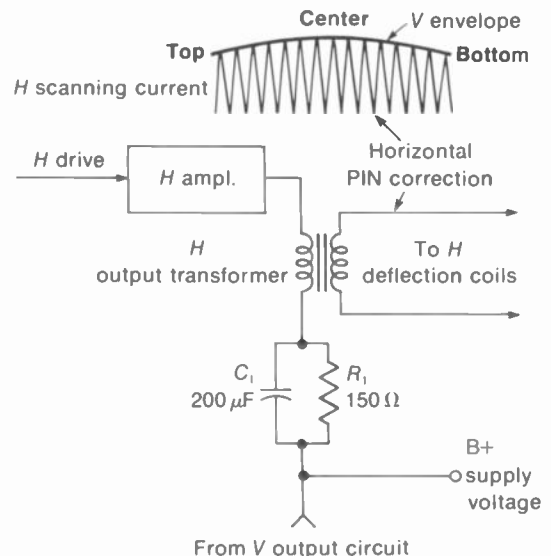 Center
V envelope
Top
Bottom
H scanning current
Horizontal
PIN correction
H drive
H ampl.
H
output transformer
To H
deflection coils
C₁
200 μF
R₁
150 Ω
B+
supply
voltage
From V output circuit